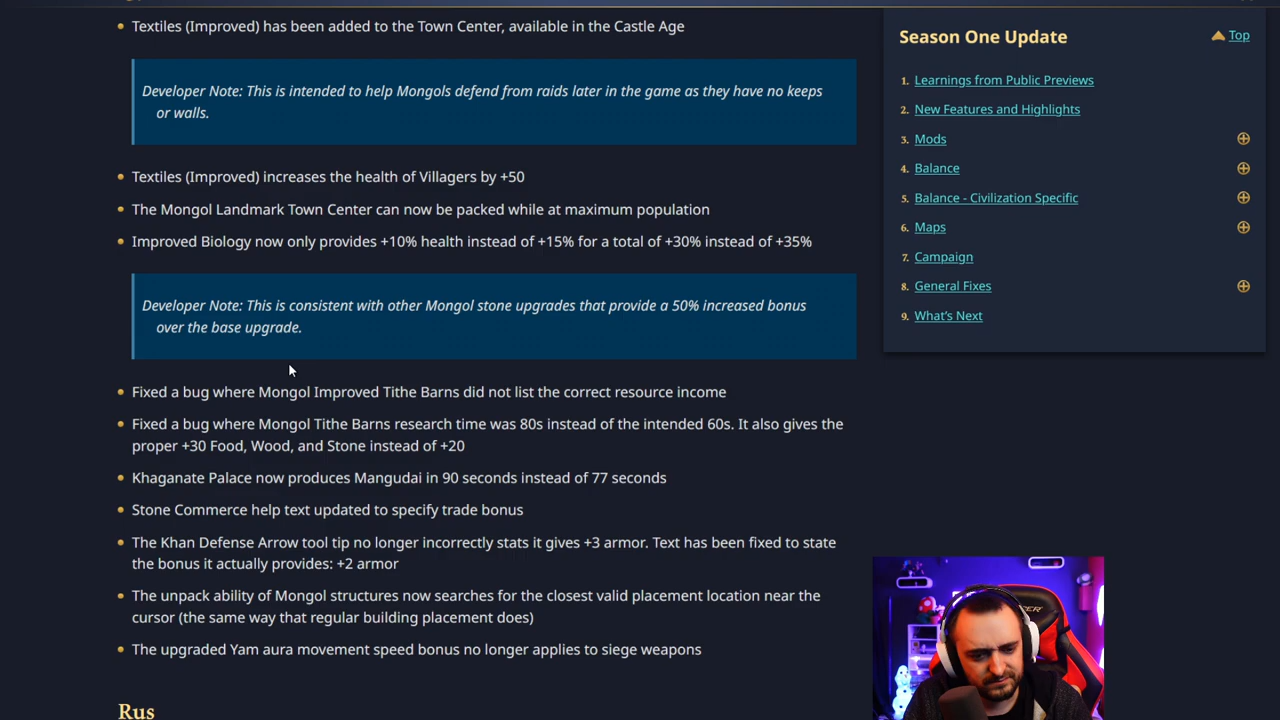 Textiles (Improved) has been added to the Town Center, available in the Castle Age
Developer Note: This is intended to help Mongols defend from raids later in the game as they have no keeps
or walls.
Textiles (Improved) increases the health of Villagers by +50
The Mongol Landmark Town Center can now be packed while at maximum population
Improved Biology now only provides +10% health instead of +15% for a total of +30% instead of +35%
Developer Note: This is consistent with other Mongol stone upgrades that provide a 50% increased bonus
over the base upgrade.
Fixed a bug where Mongol Improved Tithe Barns did not list the correct resource income
Fixed a bug where Mongol Tithe Barns research time was 80s instead of the intended 60s. It also gives the
proper +30 Food, Wood, and Stone instead of +20
Khaganate Palace now produces Mangudai in 90 seconds instead of 77 seconds
Stone Commerce help text updated to specify trade bonus
The Khan Defense Arrow tool tip no longer incorrectly stats it gives +3 armor. Text has been fixed to state
the bonus it actually provides: +2 armor
The unpack ability of Mongol structures now searches for the closest valid placement location near the
cursor (the same way that regular building placement does)
The upgraded Yam aura movement speed bonus no longer applies to siege weapons
Rus
Season One Update
Top
1. Learnings from Public Previews
2. New Features and Highlights
3. Mods
4. Balance
5. Balance - Civilization Specific
6. Maps
7. Campaign
8. General Fixes
9. What's Next